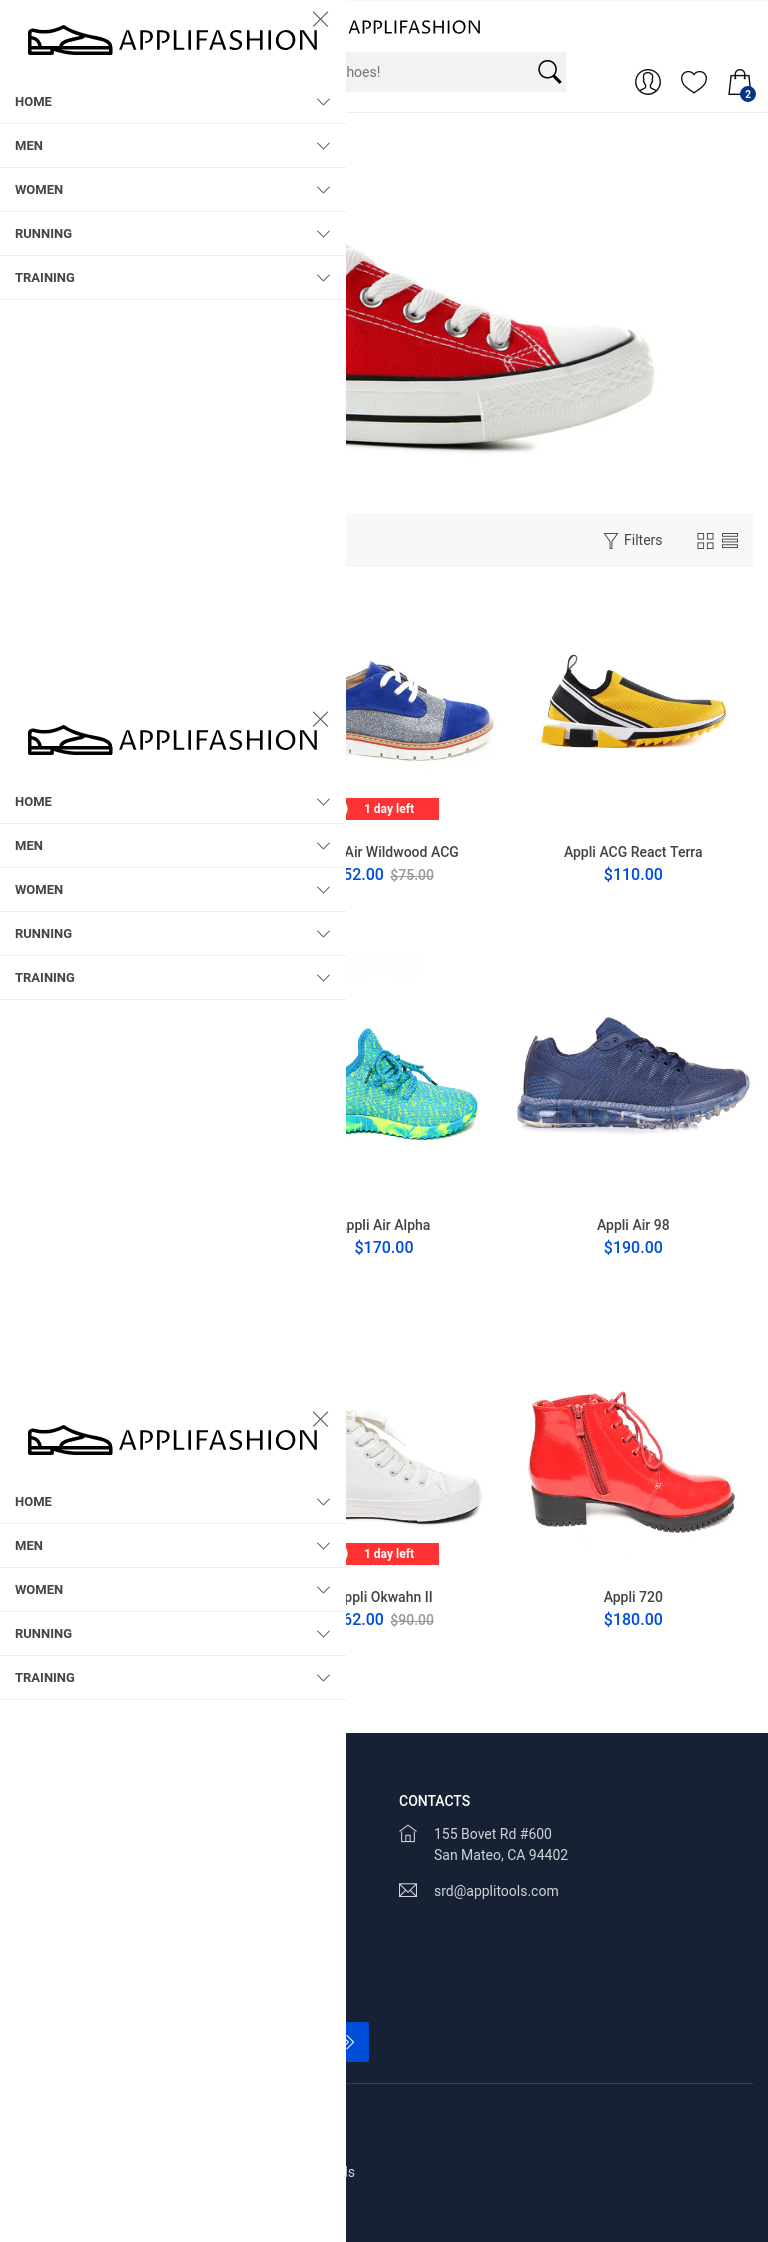 APPLIFASHION
APPLIFASHION
hoes!
2
HOME
MEN
WOMEN
RUNNING
TRAINING
Filters
APPLIFASHION
HOME
MEN
WOMEN
RUNNING
TRAINING
1 day left
Air Wildwood ACG
52.00 $75.00
Appli ACG React Terra
$110.00
ppli Air Alpha
$170.00
Appli Air 98
$190.00
APPLIFASHION
HOME
MEN
WOMEN
RUNNING
TRAINING
1 day left
ppli Okwahn II
62.00 $90.00
Appli 720
$180.00
CONTACTS
155 Bovet Rd #600
San Mateo, CA 94402
srd@applitools.com
ls